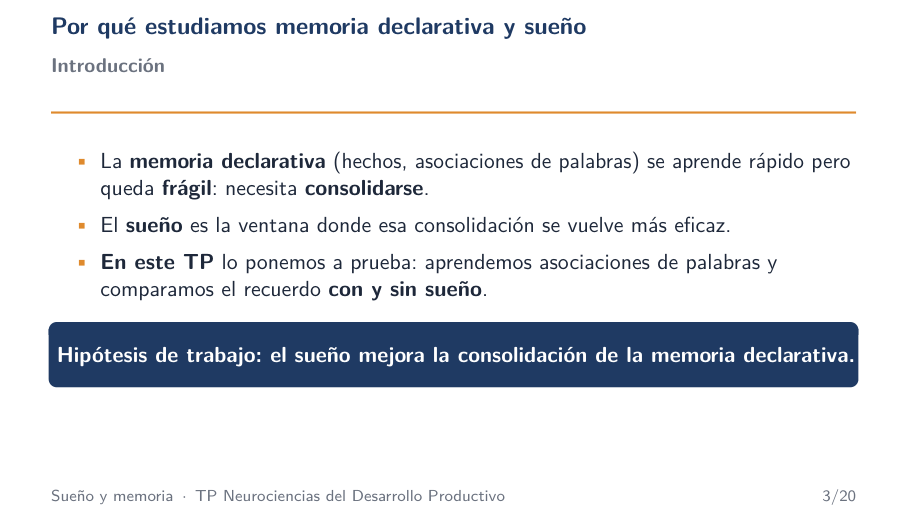 Por qué estudiamos memoria declarativa y sueño
Introducción
▪ La memoria declarativa (hechos, asociaciones de palabras) se aprende rápido pero
queda frágil: necesita consolidarse.
▪ El sueño es la ventana donde esa consolidación se vuelve más eficaz.
▪ En este TP lo ponemos a prueba: aprendemos asociaciones de palabras y
comparamos el recuerdo con y sin sueño.
Hipótesis de trabajo: el sueño mejora la consolidación de la memoria declarativa.
Sueño y memoria · TP Neurociencias del Desarrollo Productivo
3/20